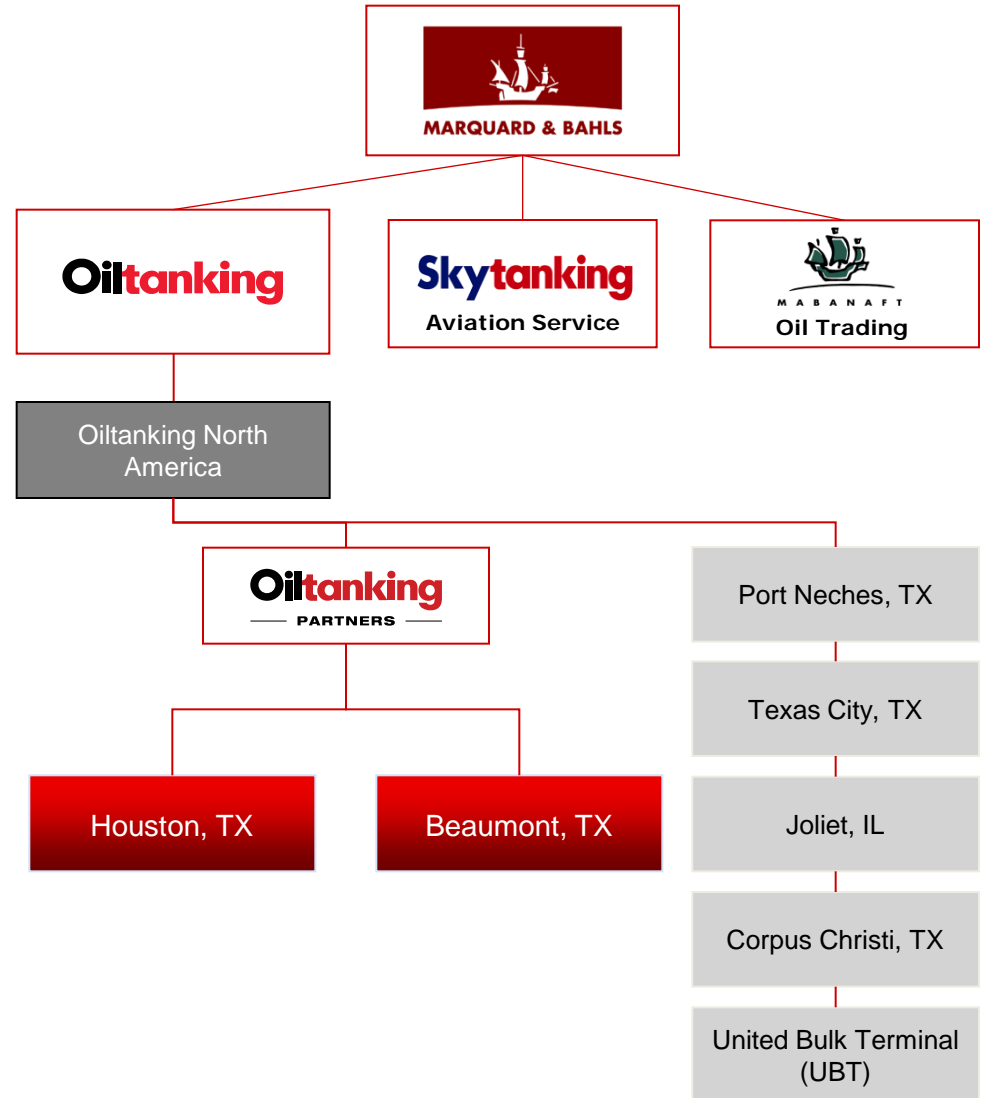 MARQUARD & BAHLS
Oiltanking
Skytanking
Aviation Service
MABANAFT
Oil Trading
Oiltanking North
America
Oiltanking
PARTNERS
Houston, TX
Beaumont, TX
Port Neches, TX
Texas City, TX
Joliet, IL
Corpus Christi, TX
United Bulk Terminal
(UBT)